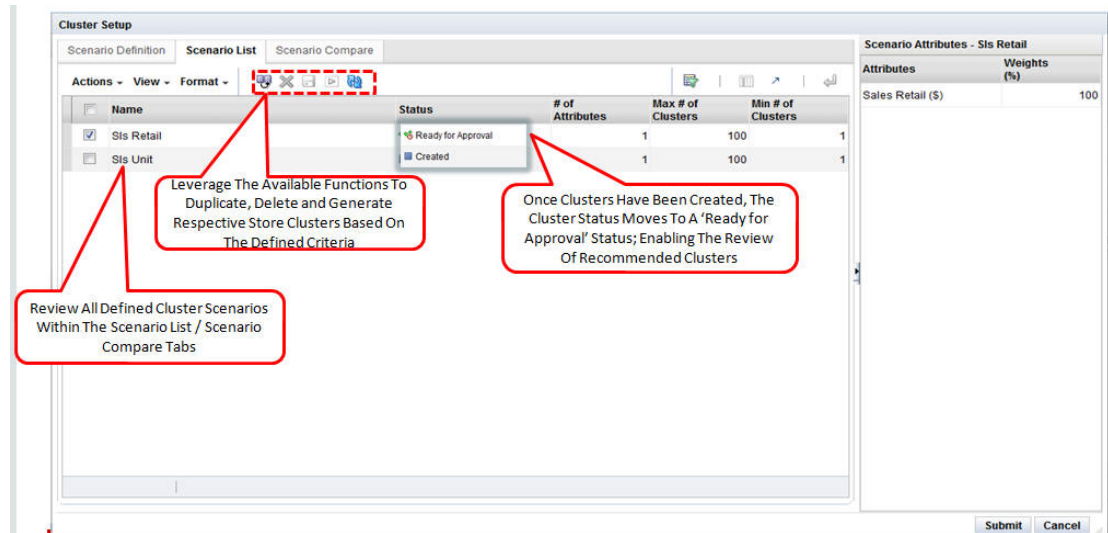 Cluster Setup
Scenario Definition Scenario List Scenario Compare
Actions View Format
Name Status # of Attributes Max # of Clusters Min # of Clusters
Sls Retail Ready for Approval 1 100 1
Sls Unit Created 1 100 1
Leverage The Available Functions To
Duplicate, Delete and Generate
Respective Store Clusters Based On
The Defined Criteria
Once Clusters Have Been Created, The
Cluster Status Moves To A ‘Ready for
Approval’ Status; Enabling The Review
Of Recommended Clusters
Review All Defined Cluster Scenarios
Within The Scenario List / Scenario
Compare Tabs
Scenario Attributes - Sls Retail
Attributes Weights (%)
Sales Retail ($) 100
Submit Cancel